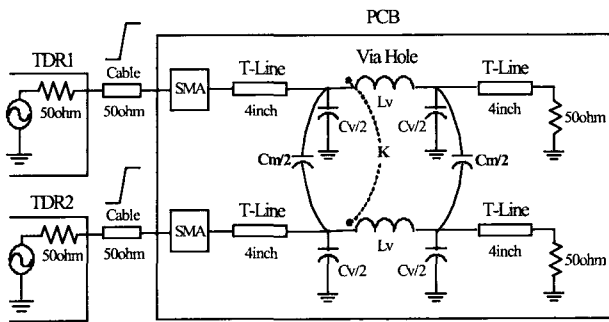 PCB
TDR1
Cable
SMA
T-Line
Via Hole
T-Line
50ohm
50ohm
4inch
Lv
4inch
50ohm
Cv/2
Cv/2
Cm/2
K
Cm/2
TDR2
Cable
SMA
T-Line
T-Line
50ohm
50ohm
4inch
Lv
4inch
50ohm
Cv/2
Cv/2